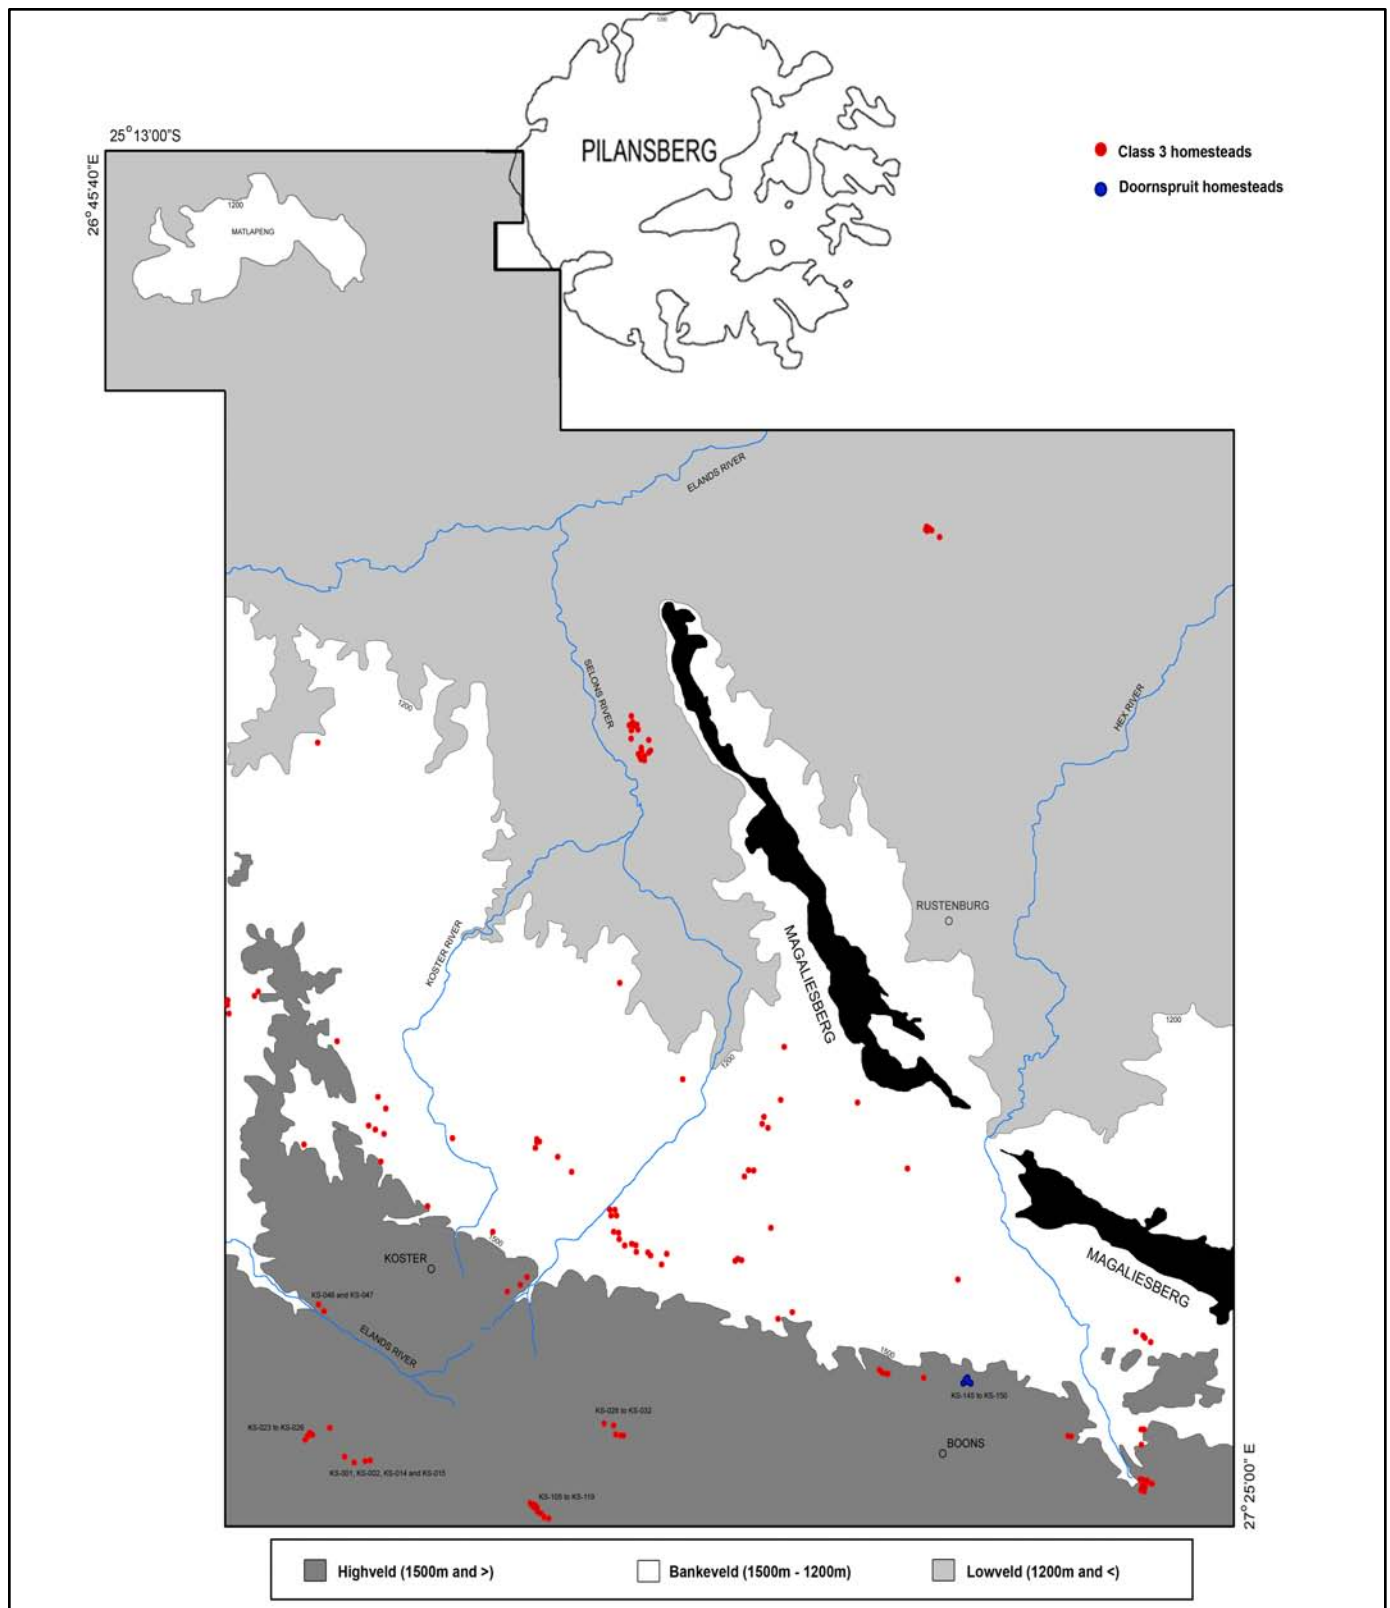 1200
PILANSBERG
25°13'00"S
26°45'40"E
Class 3 homesteads
Doornspruit homesteads
1200
MATLAPENG
ELANDS RIVER
SELONS RIVER
HEX RIVER
1200
RUSTENBURG
KOSTER RIVER
MAGALIESBERG
1200
1200
1500
KOSTER
MAGALIESBERG
KS-046 and KS-047
ELANDS RIVER
1500
KS-145 to KS-150
KS-023 to KS-026
KS-028 to KS-032
BOONS
KS-001, KS-002, KS-014 and KS-015
KS-105 to KS-119
27°25'00" E
Highveld (1500m and >)
Bankeveld (1500m - 1200m)
Lowveld (1200m and <)